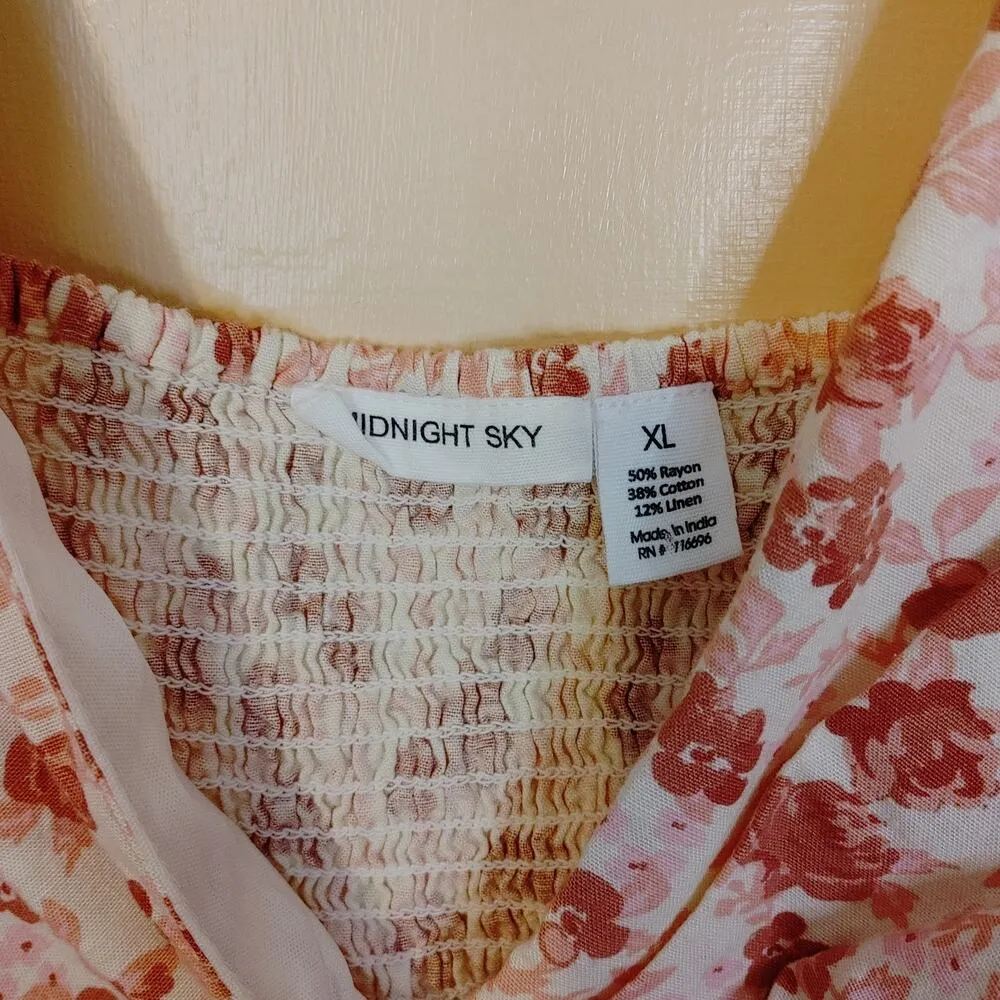 MIDNIGHT SKY
XL
50% Rayon
38% Cotton
12% Linen
Made in India
RN # 116696